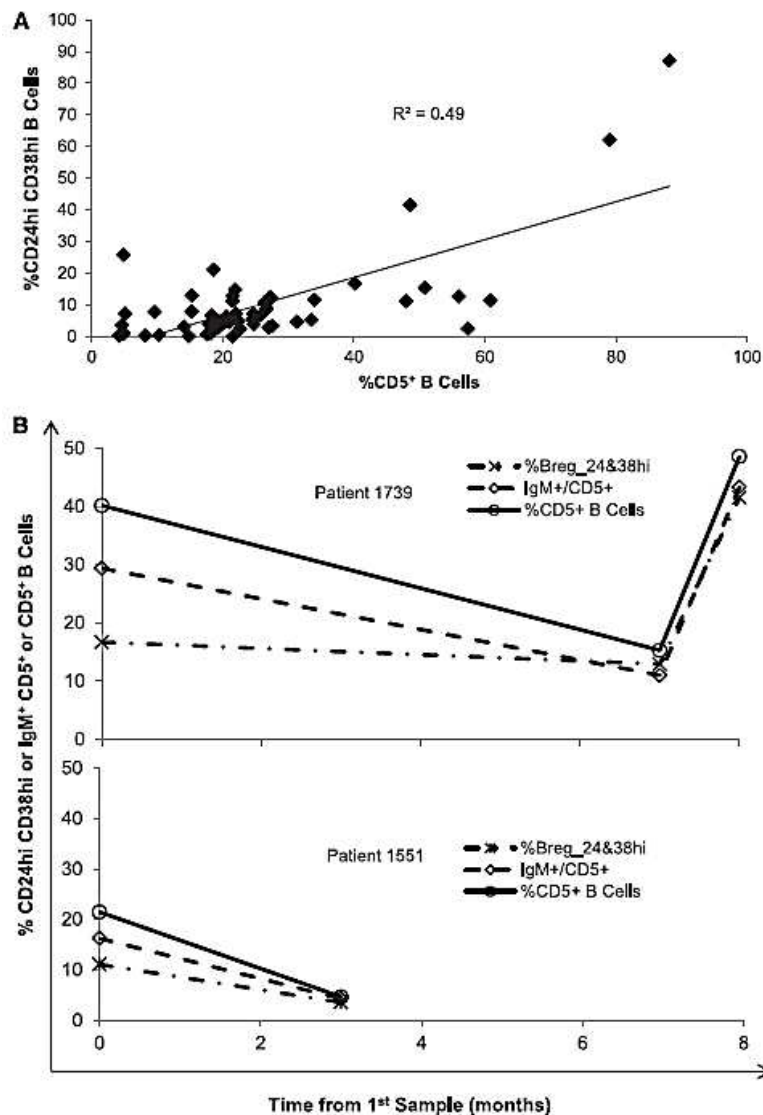 A
100
90
80
70
60
50
40
30
20
10
0
%CD24hi CD38hi B Cells
R² = 0.49
0 20 40 60 80 100
%CD5⁺ B Cells
B
% CD24hi CD38hi or IgM⁺ CD5⁺ or CD5⁺ B Cells
50
40
30
20
10
0
Patient 1739
%Breg_24&38hi
IgM+/CD5+
%CD5+ B Cells
50
40
30
20
10
0
Patient 1551
%Breg_24&38hi
IgM+/CD5+
%CD5+ B Cells
0 2 4 6 8
Time from 1ˢᵗ Sample (months)